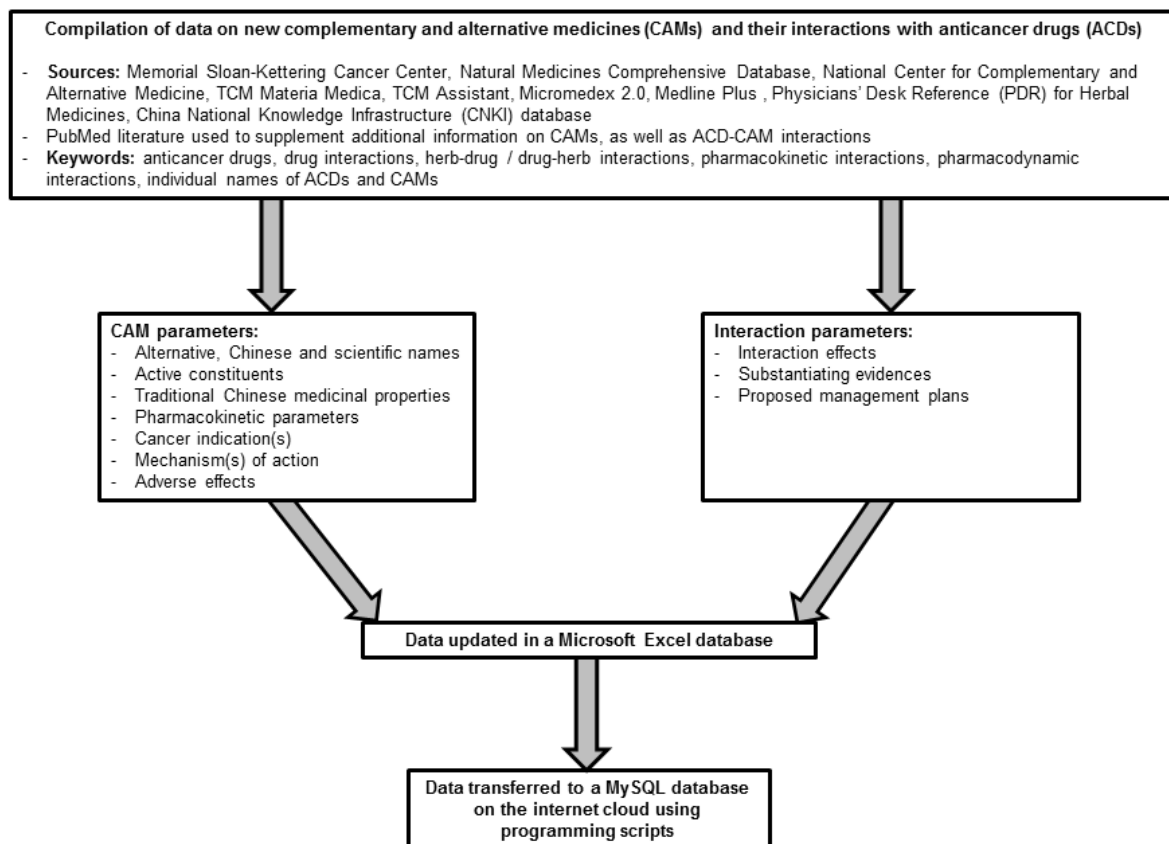 Compilation of data on new complementary and alternative medicines (CAMs) and their interactions with anticancer drugs (ACDs)
- Sources: Memorial Sloan-Kettering Cancer Center, Natural Medicines Comprehensive Database, National Center for Complementary and
Alternative Medicine, TCM Materia Medica, TCM Assistant, Micromedex 2.0, Medline Plus , Physicians' Desk Reference (PDR) for Herbal
Medicines, China National Knowledge Infrastructure (CNKI) database
- PubMed literature used to supplement additional information on CAMs, as well as ACD-CAM interactions
- Keywords: anticancer drugs, drug interactions, herb-drug / drug-herb interactions, pharmacokinetic interactions, pharmacodynamic
interactions, individual names of ACDs and CAMs
CAM parameters:
- Alternative, Chinese and scientific names
- Active constituents
- Traditional Chinese medicinal properties
- Pharmacokinetic parameters
- Cancer indication(s)
- Mechanism(s) of action
- Adverse effects
Interaction parameters:
- Interaction effects
- Substantiating evidences
- Proposed management plans
Data updated in a Microsoft Excel database
Data transferred to a MySQL database
on the internet cloud using
programming scripts